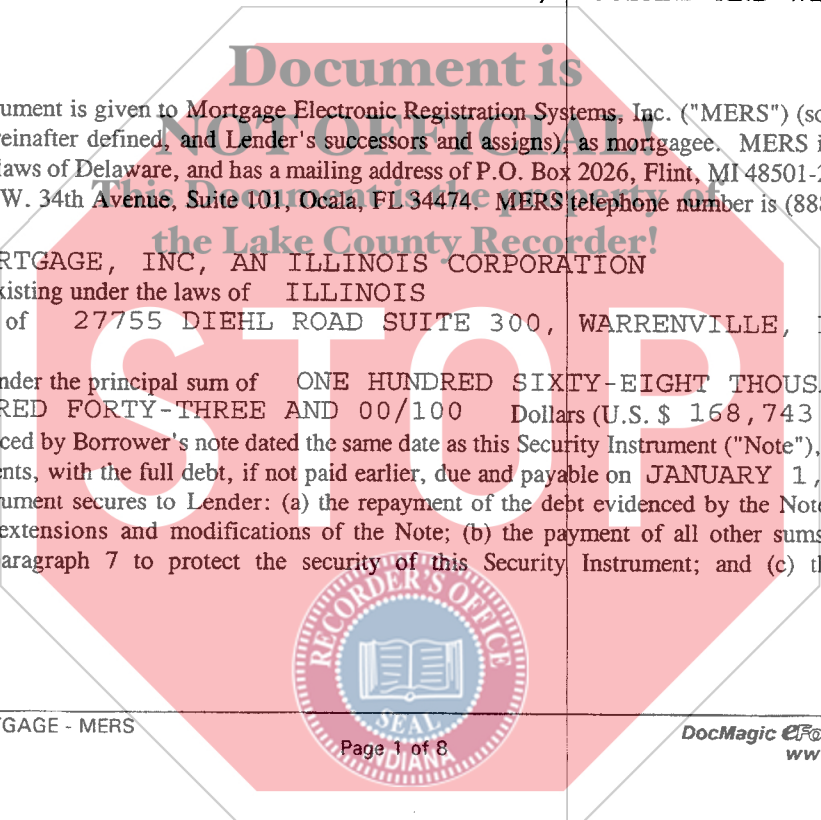 Document is
NOT OFFICIAL!
This Document is the property of
the Lake County Recorder!
STOP
ument is given to Mortgage Electronic Registration Systems, Inc. ("MERS") (so
einafter defined, and Lender's successors and assigns), as mortgagee. MERS i
laws of Delaware, and has a mailing address of P.O. Box 2026, Flint, MI 48501-2
W. 34th Avenue, Suite 101, Ocala, FL 34474. MERS telephone number is (888
RTGAGE, INC, AN ILLINOIS CORPORATION
xisting under the laws of ILLINOIS
of 27755 DIEHL ROAD SUITE 300, WARRENVILLE, I
nder the principal sum of ONE HUNDRED SIXTY-EIGHT THOUSA
RED FORTY-THREE AND 00/100 Dollars (U.S. $ 168,743
ced by Borrower's note dated the same date as this Security Instrument ("Note"),
ents, with the full debt, if not paid earlier, due and payable on JANUARY 1,
ument secures to Lender: (a) the repayment of the debt evidenced by the Note
extensions and modifications of the Note; (b) the payment of all other sums
aragraph 7 to protect the security of this Security Instrument; and (c) th
RECORDER'S OFFICE
SEAL
INDIANA
GAGE - MERS
Page 1 of 8
DocMagic eFo
ww